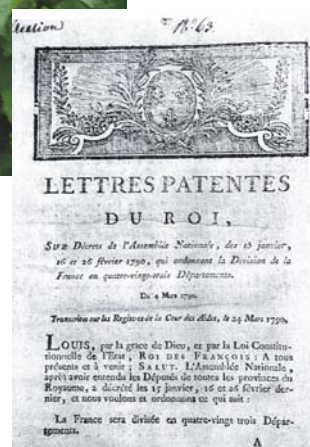 N.º 63.
LETTRES PATENTES
DU ROI,
SUR Décrets de l'Assemblée Nationale, des 15 janvier,
16 et 26 février 1790, qui ordonnent la Division de la
France en quatre-vingt-trois Départemens.
Du 4 Mars 1790.
Transcrites sur les Registres de la Cour des Aides, le 24 Mars 1790.
LOUIS, par la grace de Dieu, et par la Loi Constitu-
tionnelle de l'Etat, ROI DES FRANÇOIS : A tous
présents et à venir ; SALUT. L'Assemblée Nationale,
après avoir entendu les Députés de toutes les provinces du
Royaume, a décrété les 15 janvier, 16 et 26 février der-
nier, et nous voulons et ordonnons ce qui suit :
La France sera divisée en quatre-vingt trois Dépar-
temens.
A